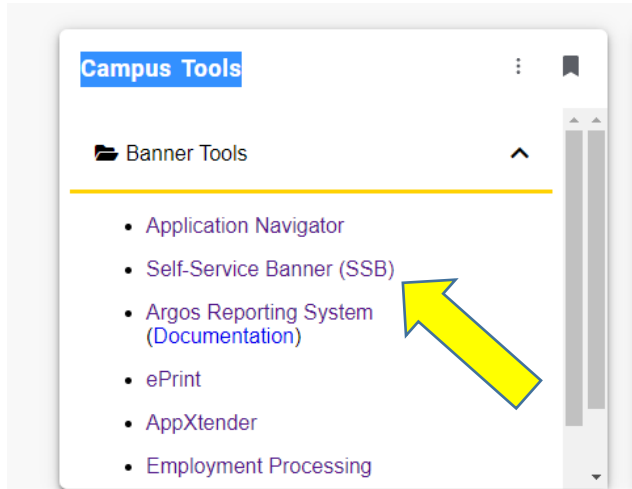 Campus Tools
Banner Tools
Application Navigator
Self-Service Banner (SSB)
Argos Reporting System
(Documentation)
ePrint
AppXtender
Employment Processing